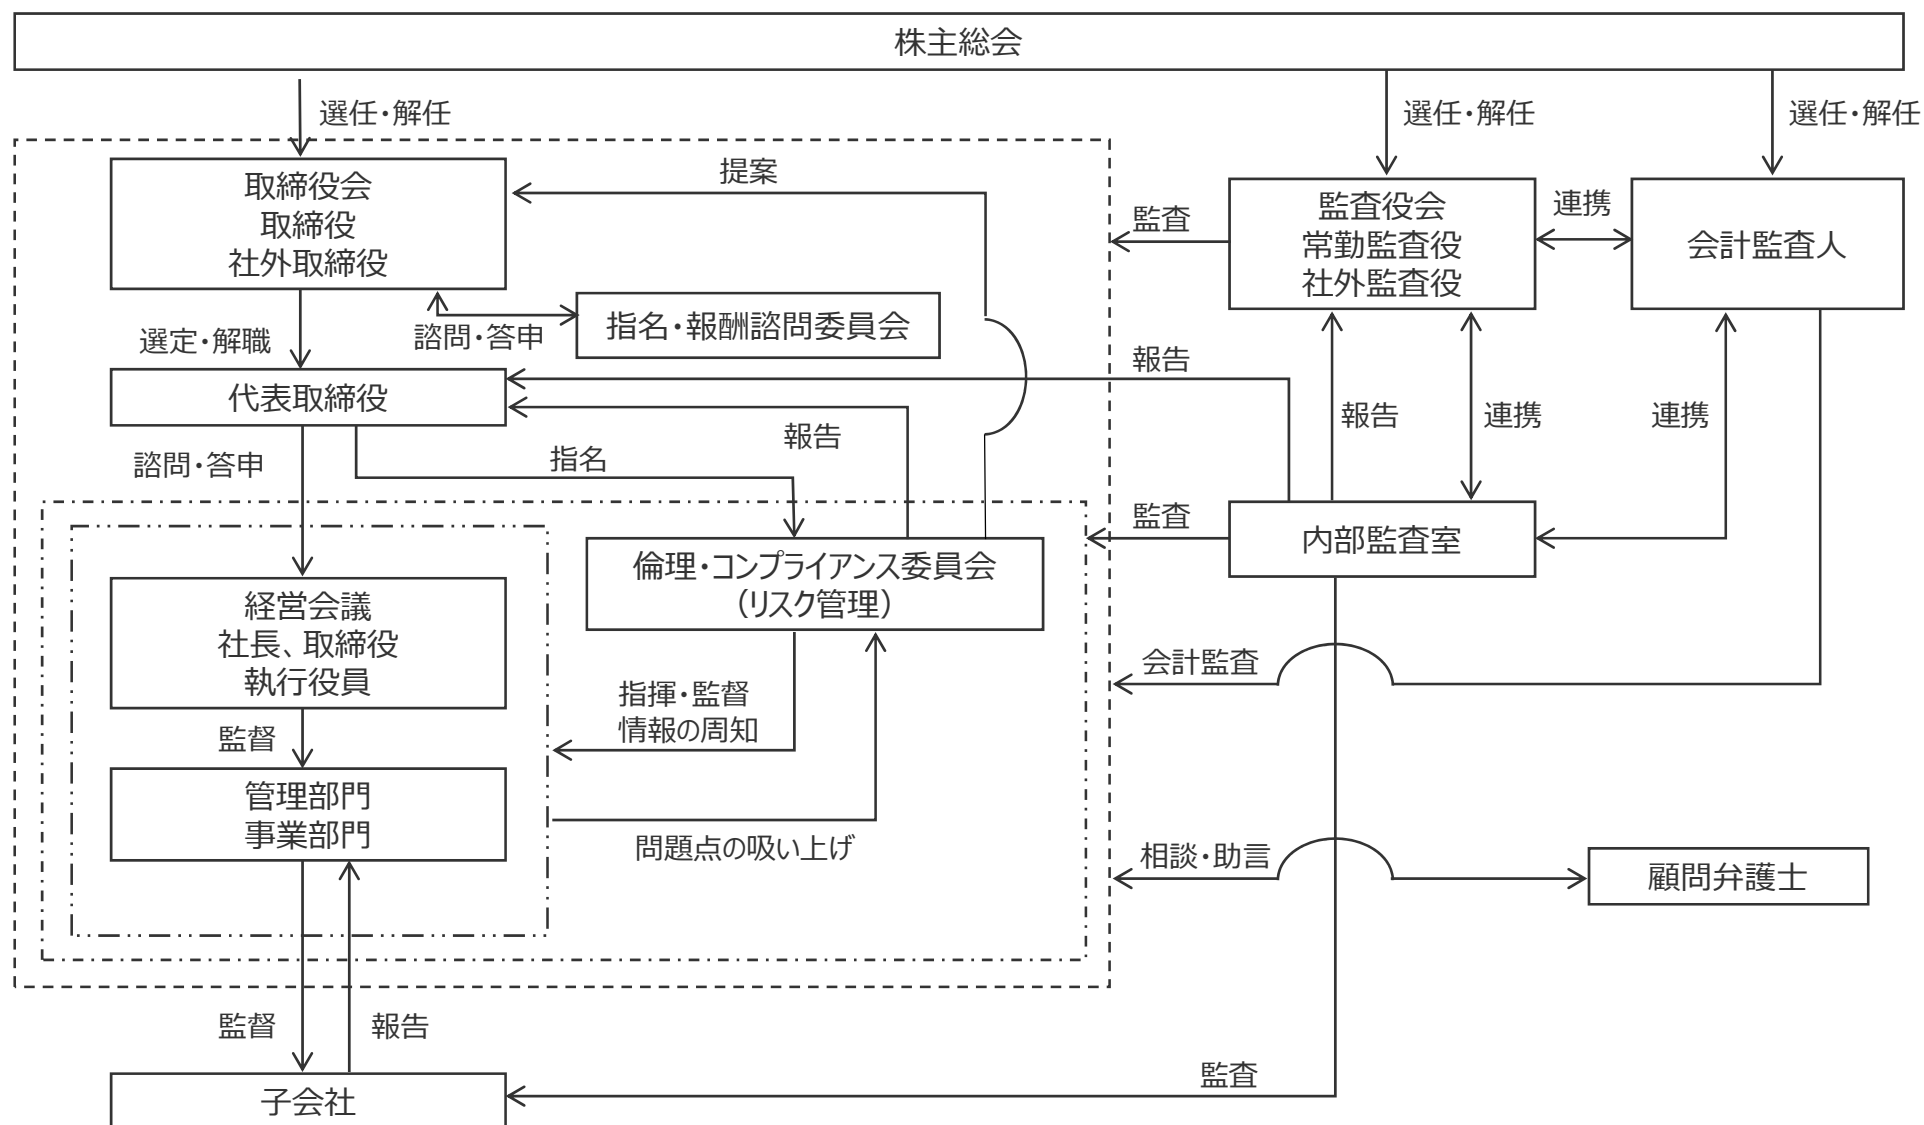 株主総会
選任・解任
選任・解任
選任・解任
取締役会
取締役
社外取締役
提案
監査
監査役会
常勤監査役
社外監査役
連携
会計監査人
選定・解職
諮問・答申
指名・報酬諮問委員会
代表取締役
報告
報告
報告
連携
連携
諮問・答申
指名
監査
内部監査室
倫理・コンプライアンス委員会
（リスク管理）
経営会議
社長、取締役
執行役員
指揮・監督
情報の周知
会計監査
監督
管理部門
事業部門
問題点の吸い上げ
相談・助言
顧問弁護士
監督
報告
監査
子会社